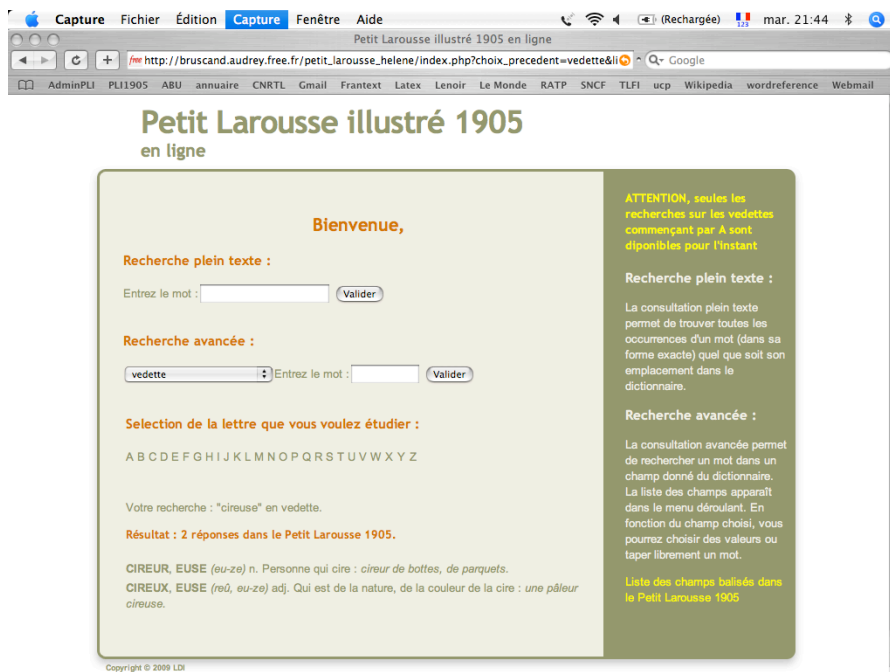 Capture Fichier Édition Capture Fenêtre Aide (Rechargée) 123 mar. 21:44
Petit Larousse illustré 1905 en ligne
free http://bruscand.audrey.free.fr/petit_larousse_helene/index.php?choix_precedent=vedette&li Google
AdminPLI PLI1905 ABU annuaire CNRTL Gmail Frantext Latex Lenoir Le Monde RATP SNCF TLFI ucp Wikipedia wordreference Webmail
Petit Larousse illustré 1905
en ligne
Bienvenue,
Recherche plein texte :
Entrez le mot : Valider
Recherche avancée :
vedette Entrez le mot : Valider
Selection de la lettre que vous voulez étudier :
A B C D E F G H I J K L M N O P Q R S T U V W X Y Z
Votre recherche : "cireuse" en vedette.
Résultat : 2 réponses dans le Petit Larousse 1905.
CIREUR, EUSE (eu-ze) n. Personne qui cire : cireur de bottes, de parquets.
CIREUX, EUSE (reû, eu-ze) adj. Qui est de la nature, de la couleur de la cire : une pâleur
cireuse.
ATTENTION, seules les
recherches sur les vedettes
commençant par A sont
diponibles pour l'instant
Recherche plein texte :
La consultation plein texte
permet de trouver toutes les
occurrences d'un mot (dans sa
forme exacte) quel que soit son
emplacement dans le
dictionnaire.
Recherche avancée :
La consultation avancée permet
de rechercher un mot dans un
champ donné du dictionnaire.
La liste des champs apparaît
dans le menu déroulant. En
fonction du champ choisi, vous
pourrez choisir des valeurs ou
taper librement un mot.
Liste des champs balisés dans
le Petit Larousse 1905
Copyright © 2009 LDI